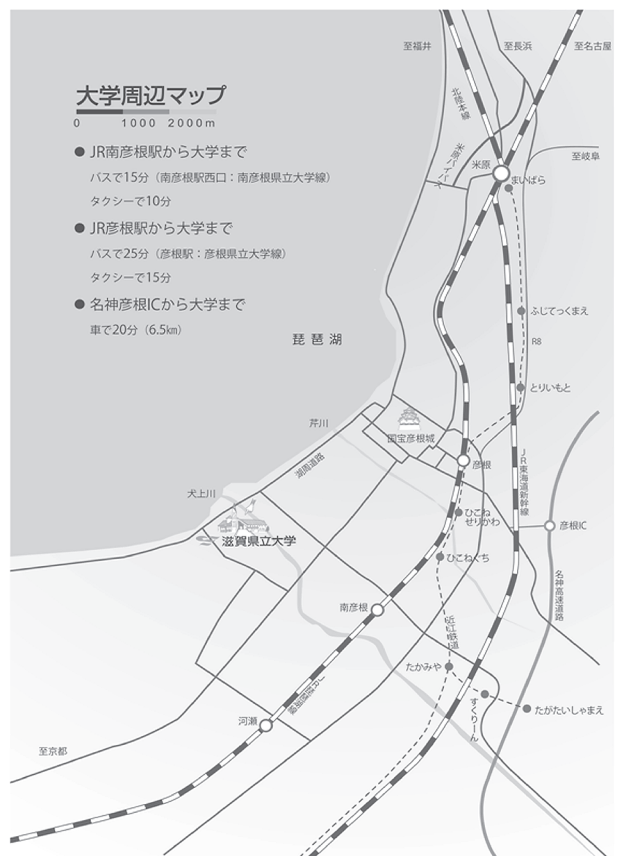 大学周辺マップ
0 1000 2000m
● JR南彦根駅から大学まで
バスで15分（南彦根駅西口：南彦根県立大学線）
タクシーで10分
● JR彦根駅から大学まで
バスで25分（彦根駅：彦根県立大学線）
タクシーで15分
● 名神彦根ICから大学まで
車で20分（6.5㎞）
至福井
至長浜
至名古屋
北陸本線
米原バイパス
米原
至岐阜
まいばら
ふじてっくまえ
琵琶湖
R8
とりいもと
芹川
国宝彦根城
湖周道路
彦根
JR東海道新幹線
犬上川
ひこね
せりかわ
彦根IC
滋賀県立大学
ひこねぐち
名神高速道路
南彦根
近江鉄道
たかみや
すくりーん
たがたいしゃまえ
河瀬
至京都